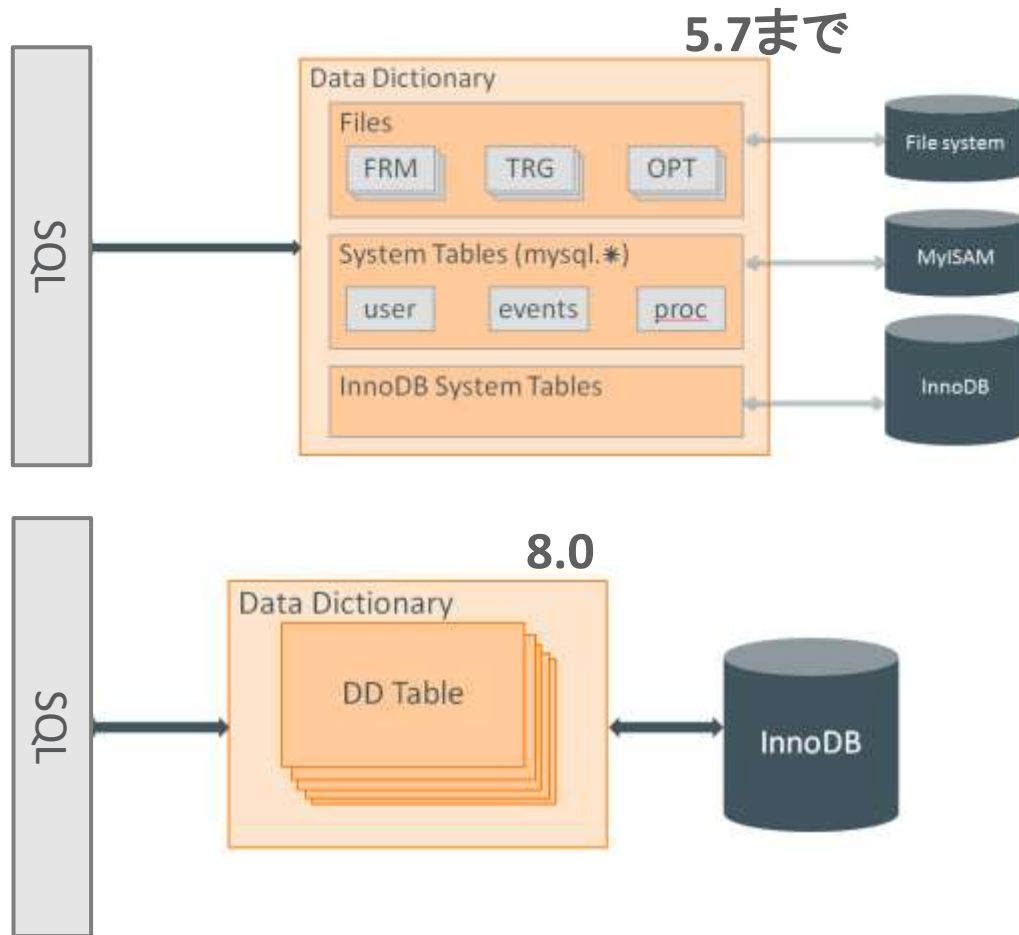 5.7まで
SQL
Data Dictionary
Files
FRM
TRG
OPT
File system
System Tables (mysql.*)
user
events
proc
MyISAM
InnoDB System Tables
InnoDB
8.0
SQL
Data Dictionary
DD Table
InnoDB